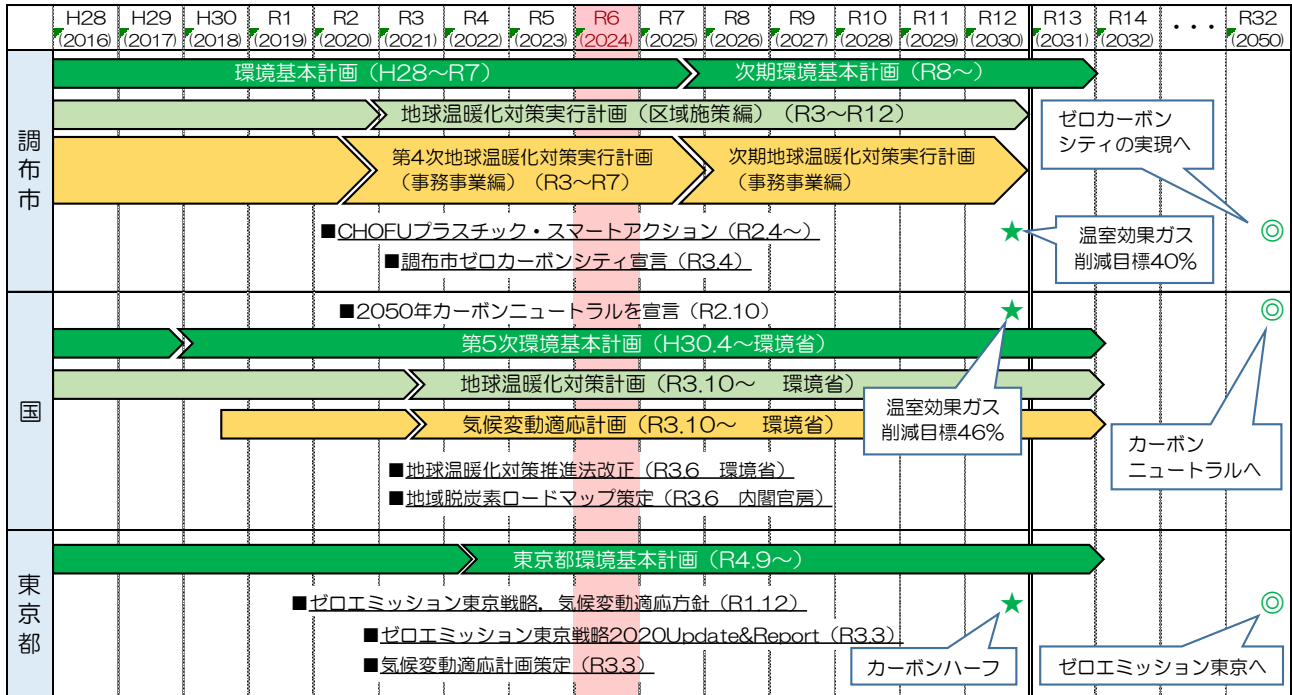 H28 H29 H30 R1 R2 R3 R4 R5 R6 R7 R8 R9 R10 R11 R12 R13 R14 ・・・ R32
(2016) (2017) (2018) (2019) (2020) (2021) (2022) (2023) (2024) (2025) (2026) (2027) (2028) (2029) (2030) (2031) (2032) (2050)
調布市
環境基本計画（H28～R7）
次期環境基本計画（R8～）
地球温暖化対策実行計画（区域施策編）（R3～R12）
第4次地球温暖化対策実行計画
（事務事業編）（R3～R7）
次期地球温暖化対策実行計画
（事務事業編）
ゼロカーボン
シティの実現へ
■CHOFUプラスチック・スマートアクション（R2.4～）
■調布市ゼロカーボンシティ宣言（R3.4）
★
◎
温室効果ガス
削減目標40%
国
■2050年カーボンニュートラルを宣言（R2.10）
★
◎
第5次環境基本計画（H30.4～環境省）
地球温暖化対策計画（R3.10～　環境省）
気候変動適応計画（R3.10～　環境省）
温室効果ガス
削減目標46%
カーボン
ニュートラルへ
■地球温暖化対策推進法改正（R3.6　環境省）
■地域脱炭素ロードマップ策定（R3.6　内閣官房）
東京都
東京都環境基本計画（R4.9～）
■ゼロエミッション東京戦略，気候変動適応方針（R1.12）
★
◎
■ゼロエミッション東京戦略2020Update&Report（R3.3）
■気候変動適応計画策定（R3.3）
カーボンハーフ
ゼロエミッション東京へ